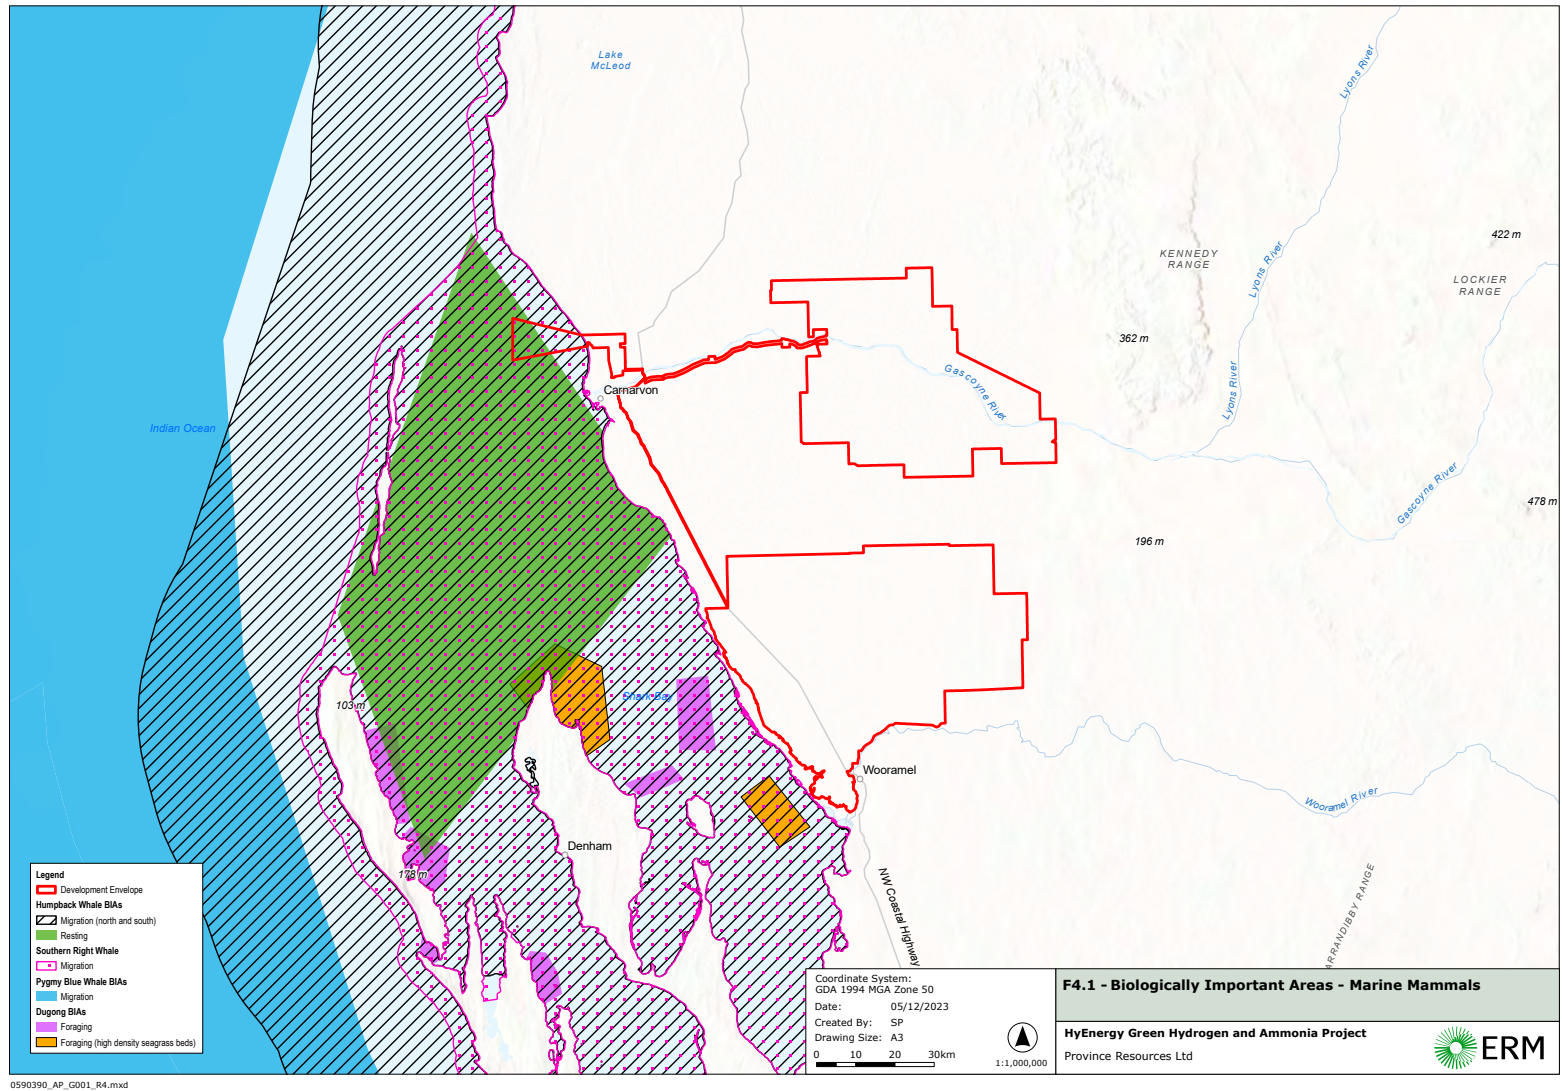 Lake
McLeod
Lyons River
422 m
KENNEDY
RANGE
Lyons River
LOCKIER
RANGE
362 m
Gascoyne River
Lyons River
Carnarvon
Indian Ocean
Gascoyne River
478 m
196 m
Shark Bay
103 m
Wooramel
Wooramel River
Denham
178 m
NW Coastal Highway
ARRANDIBBY RANGE
Legend
Development Envelope
Humpback Whale BIAs
Migration (north and south)
Resting
Southern Right Whale
Migration
Pygmy Blue Whale BIAs
Migration
Dugong BIAs
Foraging
Foraging (high density seagrass beds)
Coordinate System:
GDA 1994 MGA Zone 50
Date: 05/12/2023
Created By: SP
Drawing Size: A3
0 10 20 30km
1:1,000,000
F4.1 - Biologically Important Areas - Marine Mammals
HyEnergy Green Hydrogen and Ammonia Project
Province Resources Ltd
ERM
0590390_AP_G001_R4.mxd